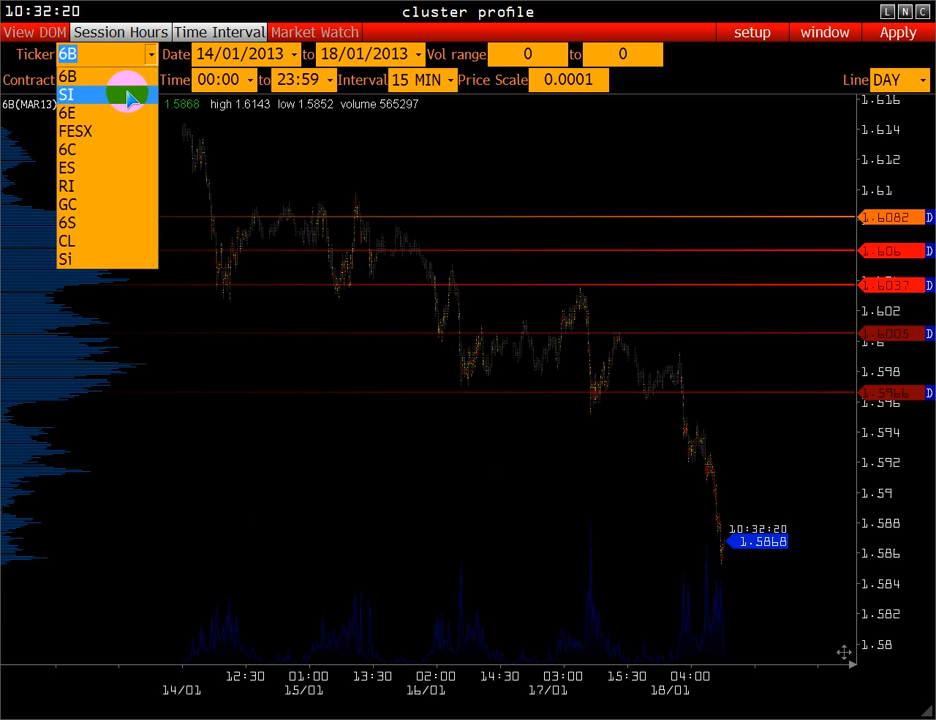 10:32:20 cluster profile L N C
View DOM Session Hours Time Interval Market Watch setup window Apply
Ticker 6B Date 14/01/2013 to 18/01/2013 Vol range 0 to 0
Contract Time 00:00 to 23:59 Interval 15 MIN Price Scale 0.0001 Line DAY
6B
SI
6E
FESX
6C
ES
RI
GC
6S
CL
Si
6B(MAR13) 1.5868 high 1.6143 low 1.5852 volume 565297
1.616
1.614
1.612
1.61
1.6082 D
1.606 D
1.6037 D
1.602
1.6005 D
1.6
1.598
1.5966 D
1.596
1.594
1.592
1.59
1.588
10:32:20
1.5868
1.586
1.584
1.582
1.58
12:30 01:00 13:30 02:00 14:30 03:00 15:30 04:00
14/01 15/01 16/01 17/01 18/01